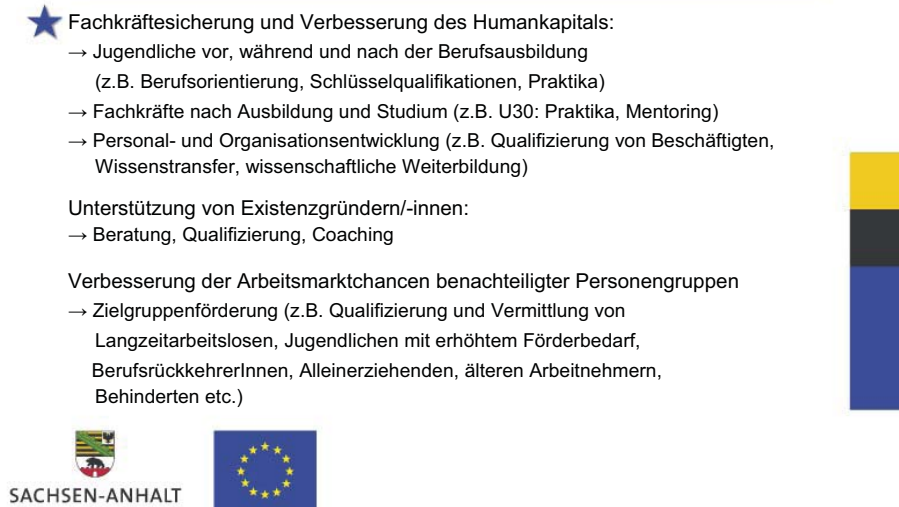 Fachkräftesicherung und Verbesserung des Humankapitals:
→ Jugendliche vor, während und nach der Berufsausbildung
(z.B. Berufsorientierung, Schlüsselqualifikationen, Praktika)
→ Fachkräfte nach Ausbildung und Studium (z.B. U30: Praktika, Mentoring)
→ Personal- und Organisationsentwicklung (z.B. Qualifizierung von Beschäftigten,
Wissenstransfer, wissenschaftliche Weiterbildung)
Unterstützung von Existenzgründern/-innen:
→ Beratung, Qualifizierung, Coaching
Verbesserung der Arbeitsmarktchancen benachteiligter Personengruppen
→ Zielgruppenförderung (z.B. Qualifizierung und Vermittlung von
Langzeitarbeitslosen, Jugendlichen mit erhöhtem Förderbedarf,
BerufsrückkehrerInnen, Alleinerziehenden, älteren Arbeitnehmern,
Behinderten etc.)
SACHSEN-ANHALT